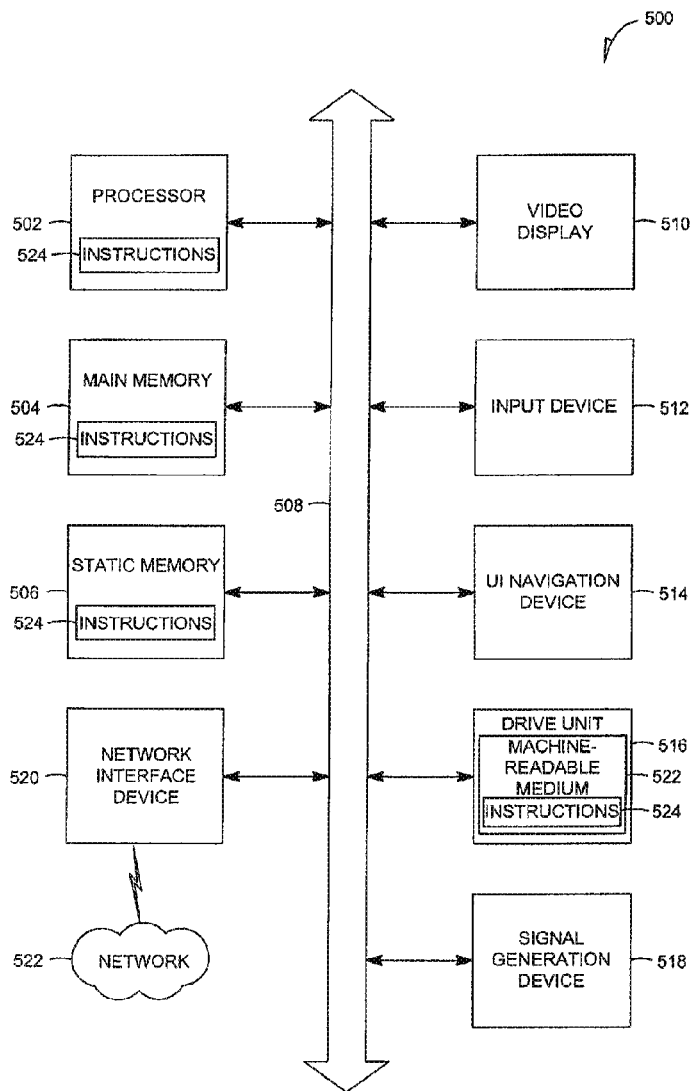 500
PROCESSOR
502
524
INSTRUCTIONS
VIDEO
DISPLAY
510
MAIN MEMORY
504
524
INSTRUCTIONS
INPUT DEVICE
512
508
STATIC MEMORY
506
524
INSTRUCTIONS
UI NAVIGATION
DEVICE
514
NETWORK
INTERFACE
DEVICE
520
DRIVE UNIT
516
MACHINE-
READABLE
MEDIUM
522
INSTRUCTIONS
524
522
NETWORK
SIGNAL
GENERATION
DEVICE
518